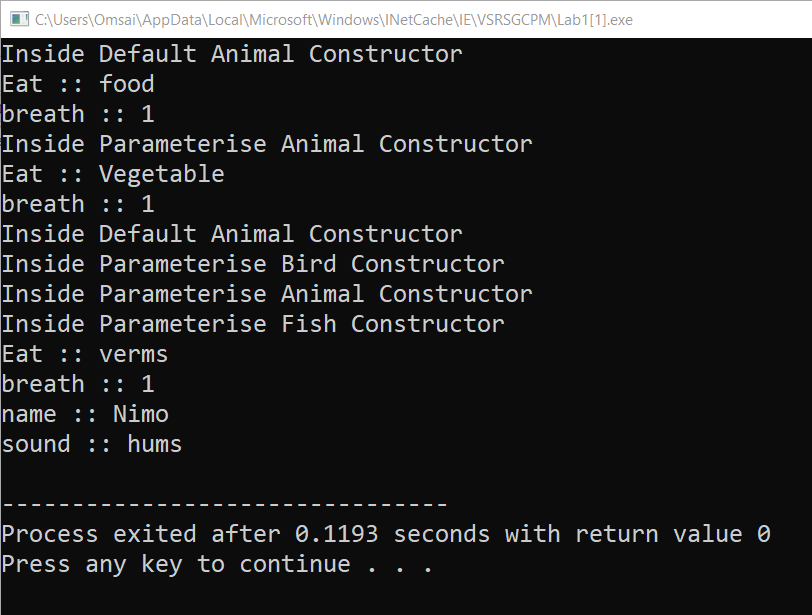 C:\Users\Omsai\AppData\Local\Microsoft\Windows\INetCache\IE\VSRSGCPM\Lab1[1].exe
Inside Default Animal Constructor
Eat :: food
breath :: 1
Inside Parameterise Animal Constructor
Eat :: Vegetable
breath :: 1
Inside Default Animal Constructor
Inside Parameterise Bird Constructor
Inside Parameterise Animal Constructor
Inside Parameterise Fish Constructor
Eat :: verms
breath :: 1
name :: Nimo
sound :: hums
--------------------------------
Process exited after 0.1193 seconds with return value 0
Press any key to continue . . .